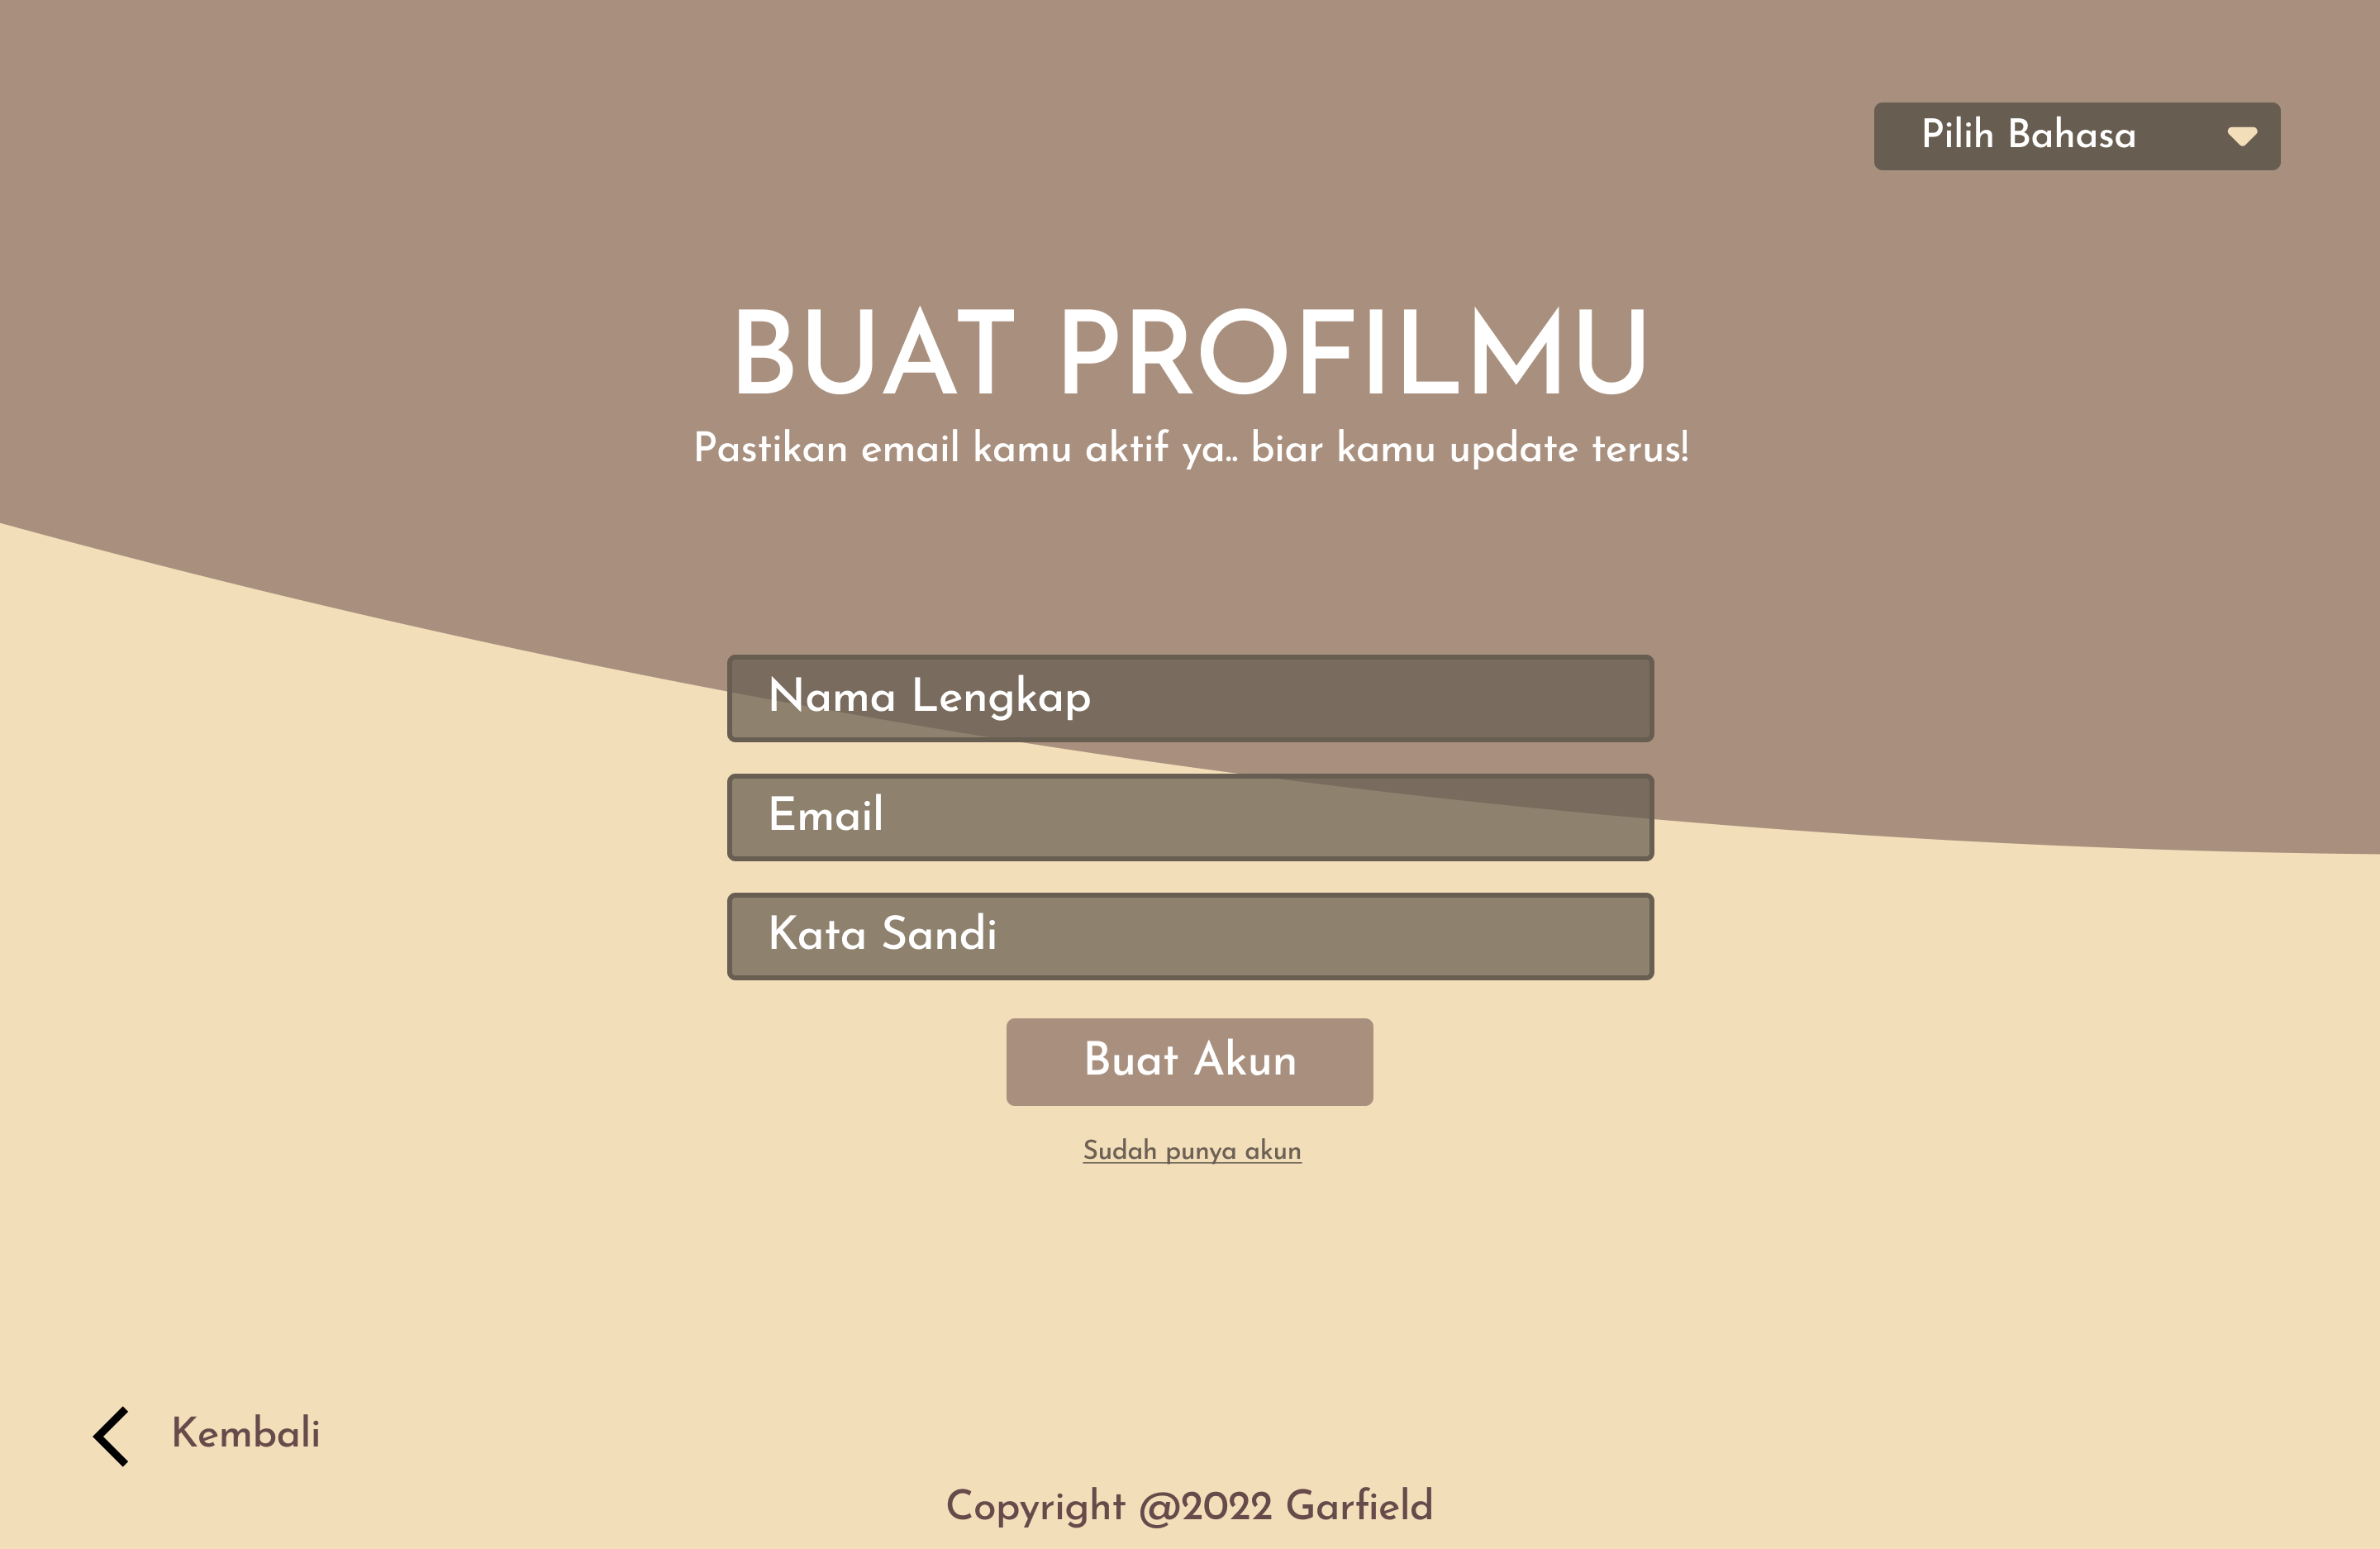 Pilih Bahasa
BUAT PROFILMU
Pastikan email kamu aktif ya.. biar kamu update terus!
Nama Lengkap
Email
Kata Sandi
Buat Akun
Sudah punya akun
Kembali
Copyright @2022 Garfield